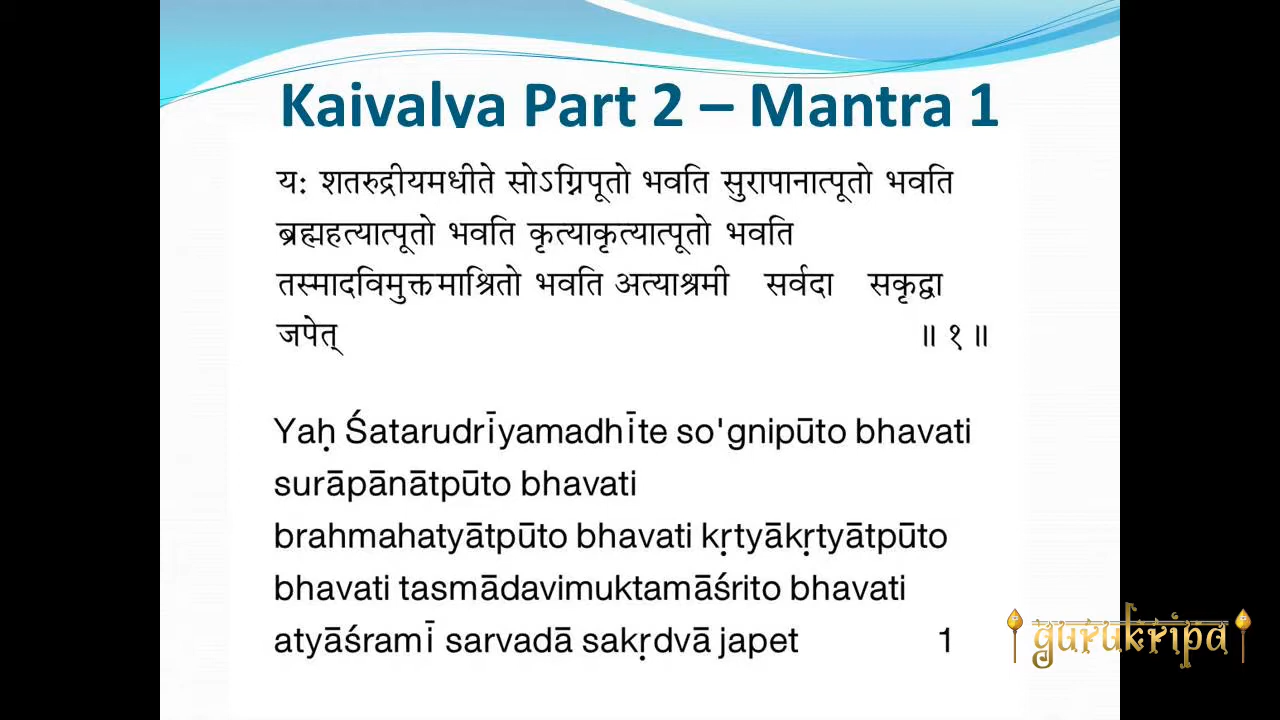 Kaivalya Part 2 – Mantra 1
यः शतरुद्रीयमधीते सोऽग्निपूतो भवति सुरापानात्पूतो भवति
ब्रह्महत्यात्पूतो भवति कृत्याकृत्यात्पूतो भवति
तस्मादविमुक्तमाश्रितो भवति अत्याश्रमी सर्वदा सकृद्वा
जपेत् ॥ १ ॥
Yaḥ Śatarudrīyamadhīte so'gnipūto bhavati
surāpānātpūto bhavati
brahmahatyātpūto bhavati kṛtyākṛtyātpūto
bhavati tasmādavimuktamāśrito bhavati
atyāśramī sarvadā sakṛdvā japet 1
gurukripa